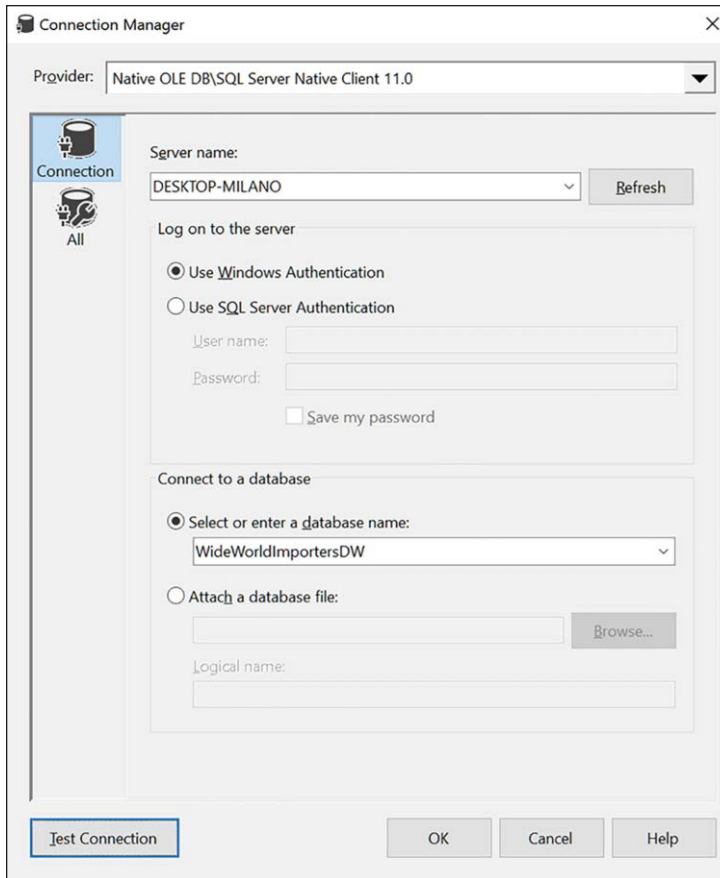 Connection Manager
Provider: Native OLE DB\SQL Server Native Client 11.0
Connection
All
Server name:
DESKTOP-MILANO
Refresh
Log on to the server
Use Windows Authentication
Use SQL Server Authentication
User name:
Password:
Save my password
Connect to a database
Select or enter a database name:
WideWorldImportersDW
Attach a database file:
Browse...
Logical name:
Test Connection OK Cancel Help